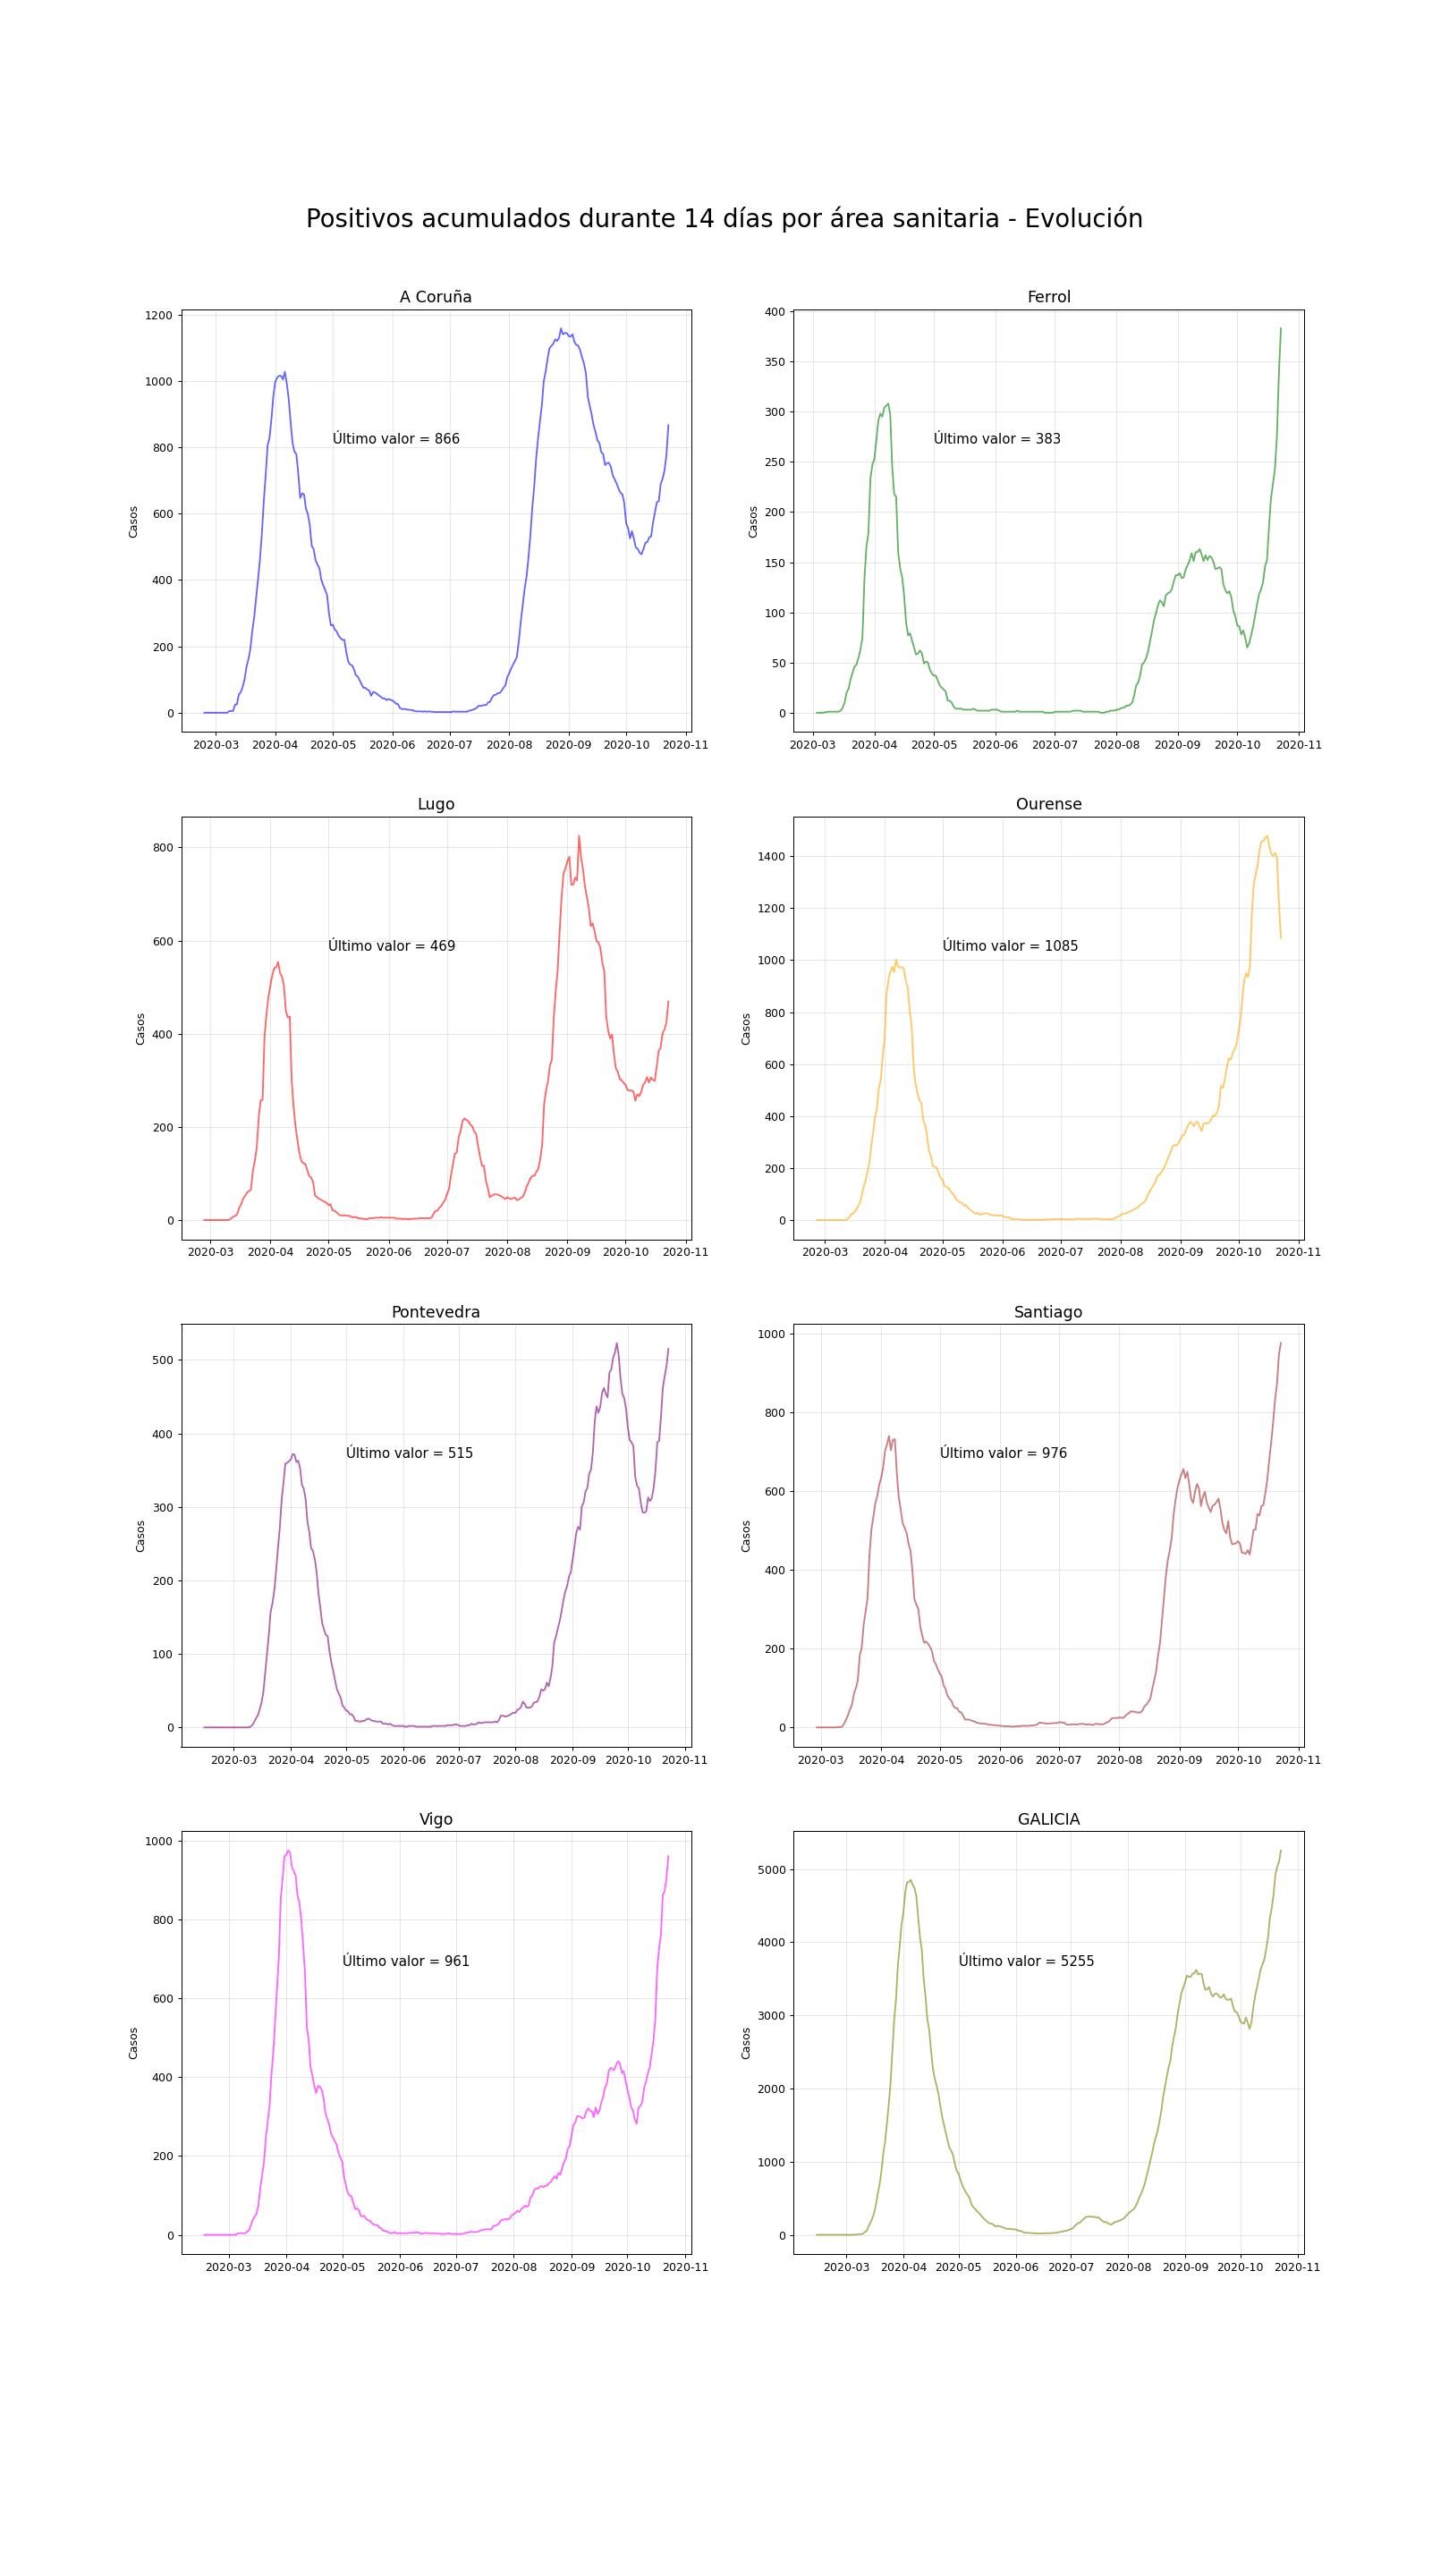 Positivos acumulados durante 14 días por área sanitaria - Evolución
A Coruña
1200
1000
800
600
400
200
0
Casos
Último valor = 866
2020-03 2020-04 2020-05 2020-06 2020-07 2020-08 2020-09 2020-10 2020-11
Ferrol
400
350
300
250
200
150
100
50
0
Casos
Último valor = 383
2020-03 2020-04 2020-05 2020-06 2020-07 2020-08 2020-09 2020-10 2020-11
Lugo
800
600
400
200
0
Casos
Último valor = 469
2020-03 2020-04 2020-05 2020-06 2020-07 2020-08 2020-09 2020-10 2020-11
Ourense
1400
1200
1000
800
600
400
200
0
Casos
Último valor = 1085
2020-03 2020-04 2020-05 2020-06 2020-07 2020-08 2020-09 2020-10 2020-11
Pontevedra
500
400
300
200
100
0
Casos
Último valor = 515
2020-03 2020-04 2020-05 2020-06 2020-07 2020-08 2020-09 2020-10 2020-11
Santiago
1000
800
600
400
200
0
Casos
Último valor = 976
2020-03 2020-04 2020-05 2020-06 2020-07 2020-08 2020-09 2020-10 2020-11
Vigo
1000
800
600
400
200
0
Casos
Último valor = 961
2020-03 2020-04 2020-05 2020-06 2020-07 2020-08 2020-09 2020-10 2020-11
GALICIA
5000
4000
3000
2000
1000
0
Casos
Último valor = 5255
2020-03 2020-04 2020-05 2020-06 2020-07 2020-08 2020-09 2020-10 2020-11